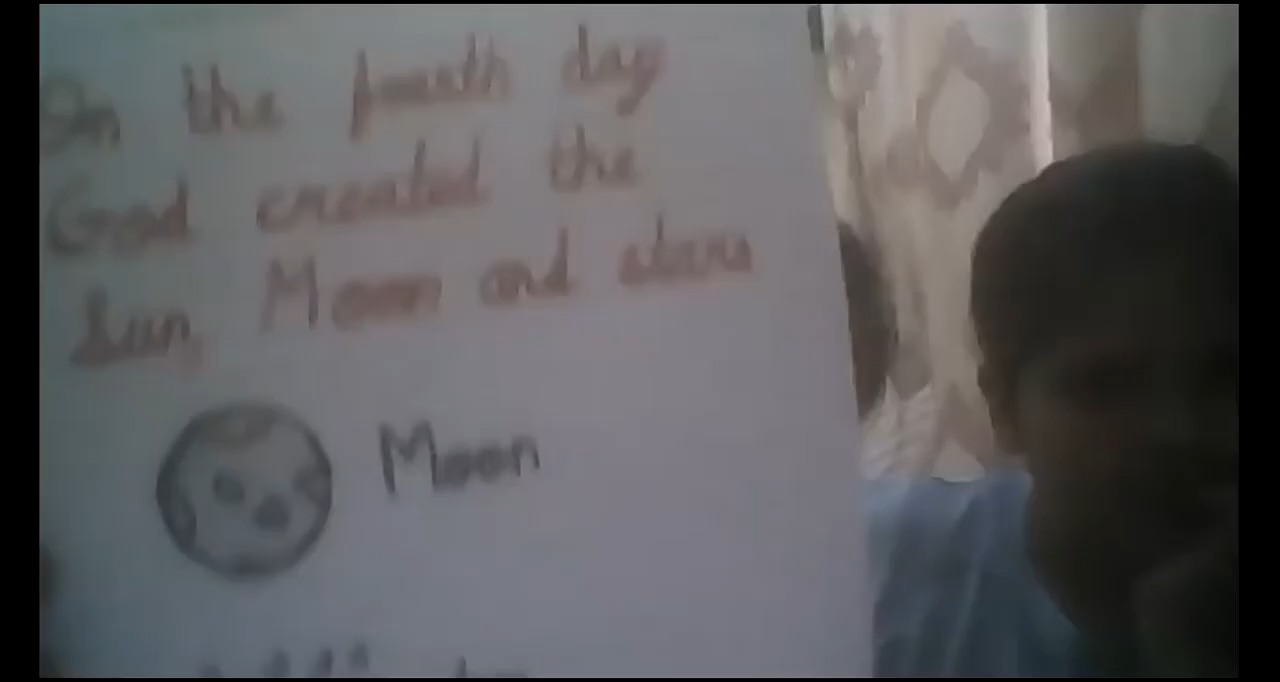 On the fourth day
God created the
Sun, Moon and stars
Moon